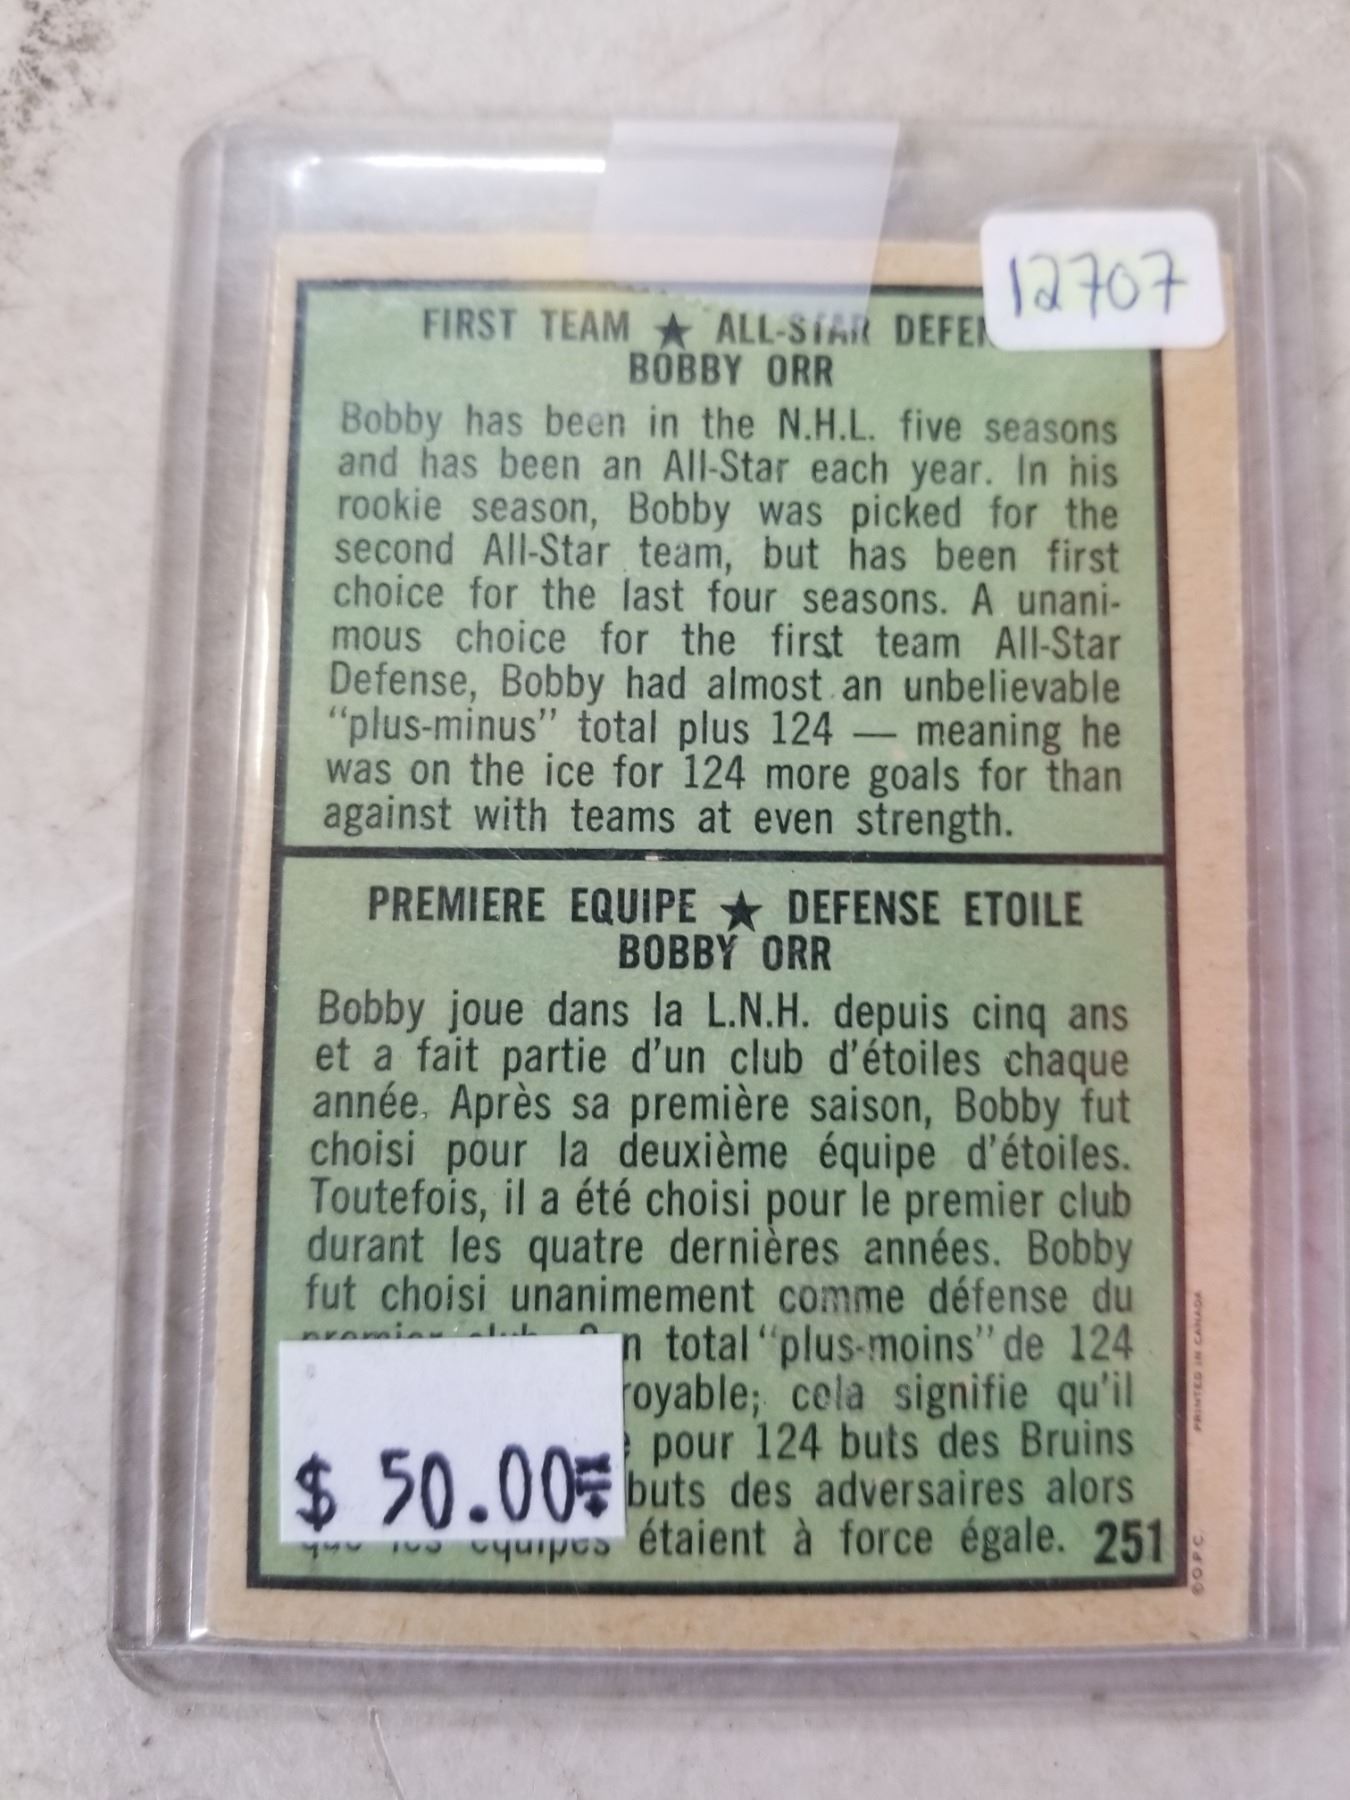 12707
FIRST TEAM ★ ALL-STAR DEFEN
BOBBY ORR
Bobby has been in the N.H.L. five seasons
and has been an All-Star each year. In his
rookie season, Bobby was picked for the
second All-Star team, but has been first
choice for the last four seasons. A unani-
mous choice for the first team All-Star
Defense, Bobby had almost an unbelievable
“plus-minus” total plus 124 — meaning he
was on the ice for 124 more goals for than
against with teams at even strength.
PREMIERE EQUIPE ★ DEFENSE ETOILE
BOBBY ORR
Bobby joue dans la L.N.H. depuis cinq ans
et a fait partie d'un club d'étoiles chaque
année. Après sa première saison, Bobby fut
choisi pour la deuxième équipe d'étoiles.
Toutefois, il a été choisi pour le premier club
durant les quatre dernières années. Bobby
fut choisi unanimement comme défense du
premier club. Son total “plus-moins” de 124
royable; cela signifie qu'il
pour 124 buts des Bruins
buts des adversaires alors
que les équipes étaient à force égale. 251
$ 50.00
PRINTED IN CANADA
© O.P.C.